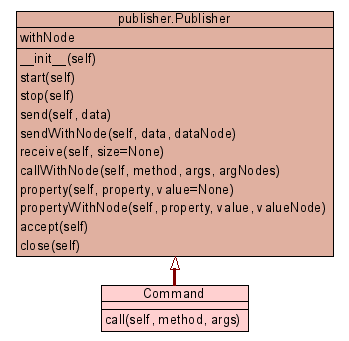 publisher.Publisher
withNode
__init__(self)
start(self)
stop(self)
send(self, data)
sendWithNode(self, data, dataNode)
receive(self, size=None)
callWithNode(self, method, args, argNodes)
property(self, property, value=None)
propertyWithNode(self, property, value, valueNode)
accept(self)
close(self)
Command
call(self, method, args)